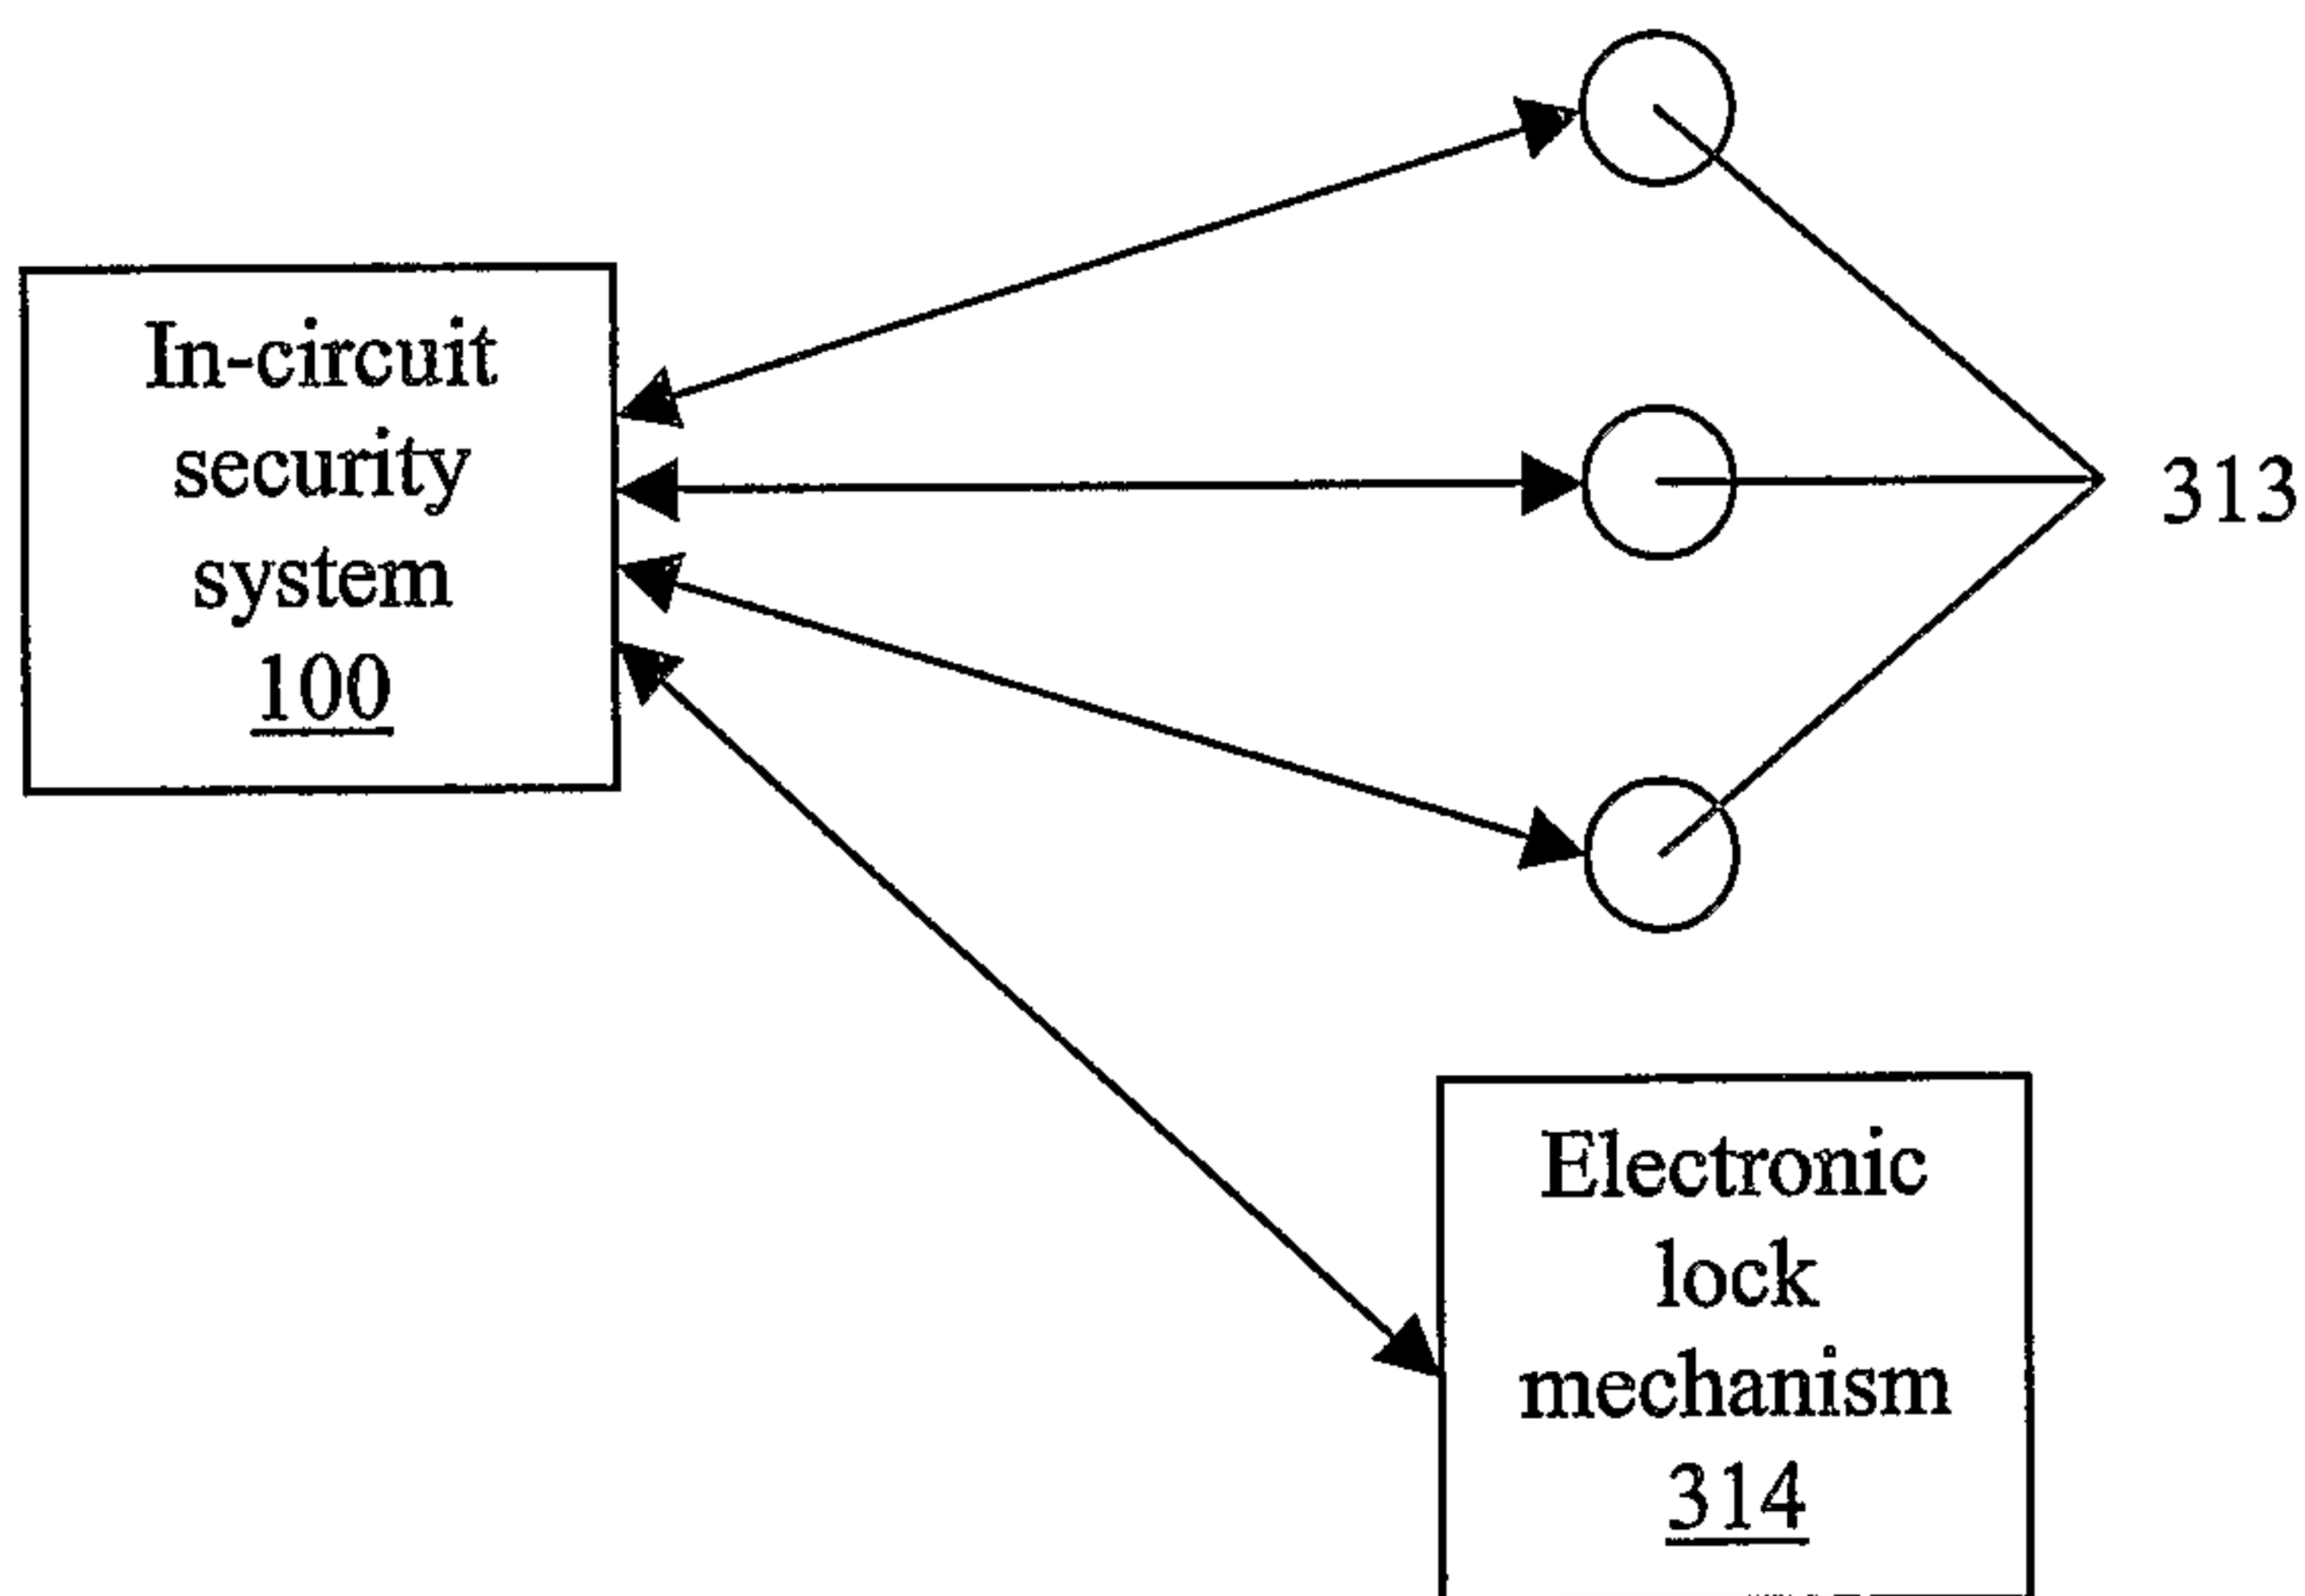 In-circuit
security
system
100
313
Electronic
lock
mechanism
314